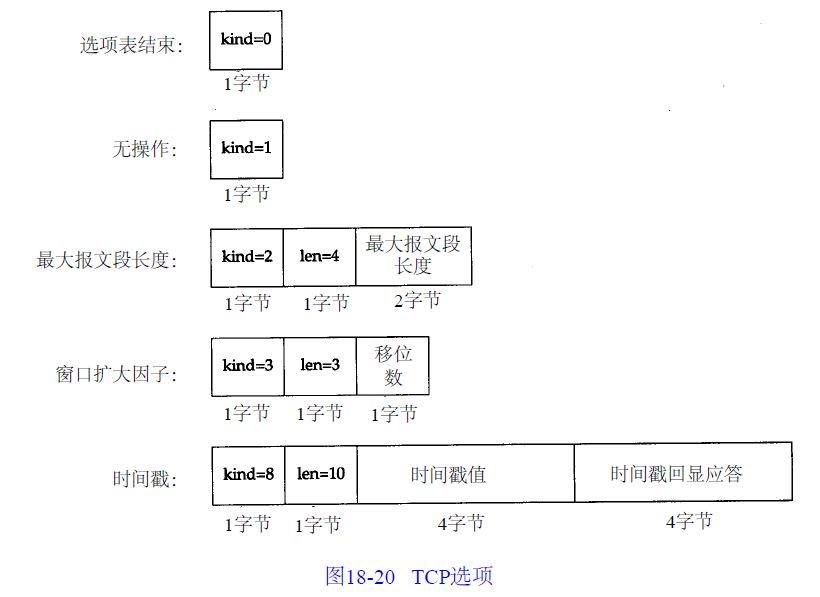 选项表结束:
kind=0
1字节
无操作:
kind=1
1字节
最大报文段长度:
kind=2
len=4
最大报文段
长度
1字节
1字节
2字节
窗口扩大因子:
kind=3
len=3
移位
数
1字节
1字节
1字节
时间戳:
kind=8
len=10
时间戳值
时间戳回显应答
1字节
1字节
4字节
4字节
图18-20 TCP选项